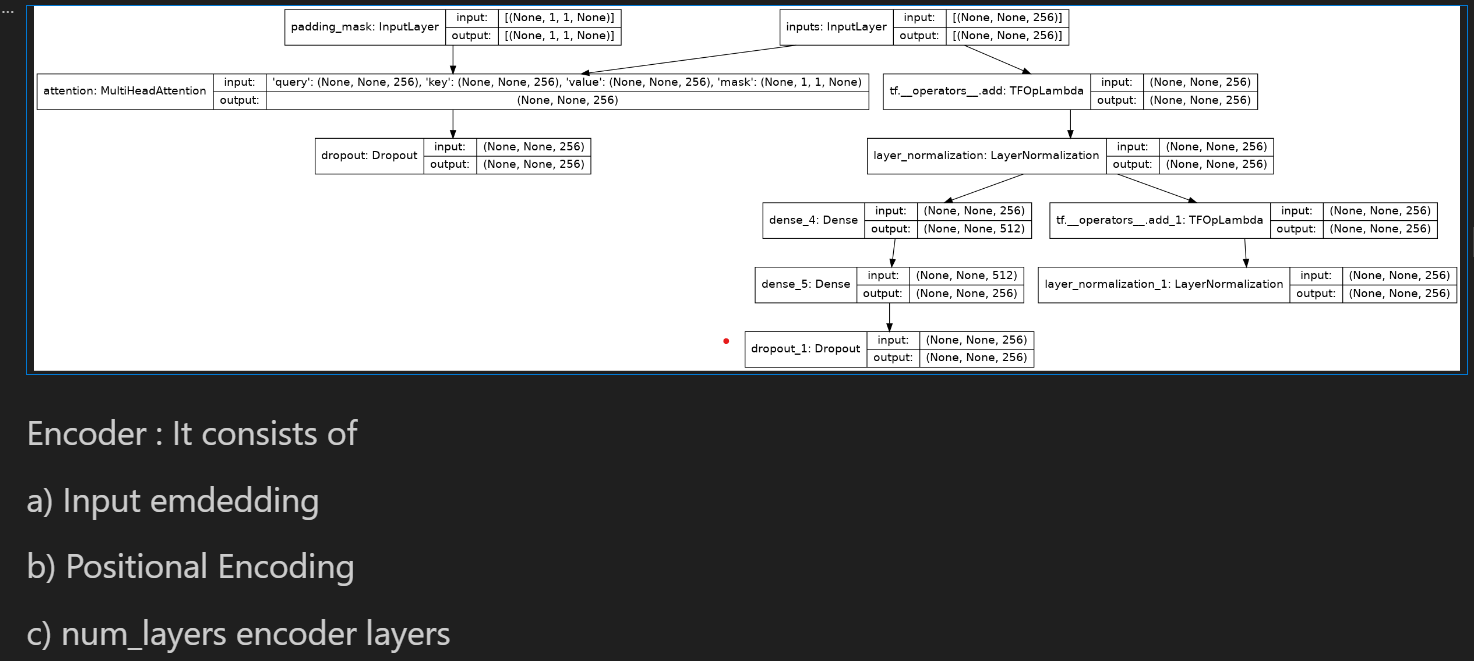 ...
padding_mask: InputLayer input: [(None, 1, 1, None)] output: [(None, 1, 1, None)]
inputs: InputLayer input: [(None, None, 256)] output: [(None, None, 256)]
attention: MultiHeadAttention input: 'query': (None, None, 256), 'key': (None, None, 256), 'value': (None, None, 256), 'mask': (None, 1, 1, None) output: (None, None, 256)
tf.__operators__.add: TFOpLambda input: (None, None, 256) output: (None, None, 256)
dropout: Dropout input: (None, None, 256) output: (None, None, 256)
layer_normalization: LayerNormalization input: (None, None, 256) output: (None, None, 256)
dense_4: Dense input: (None, None, 256) output: (None, None, 512)
tf.__operators__.add_1: TFOpLambda input: (None, None, 256) output: (None, None, 256)
dense_5: Dense input: (None, None, 512) output: (None, None, 256)
layer_normalization_1: LayerNormalization input: (None, None, 256) output: (None, None, 256)
dropout_1: Dropout input: (None, None, 256) output: (None, None, 256)
Encoder : It consists of
a) Input emdedding
b) Positional Encoding
c) num_layers encoder layers